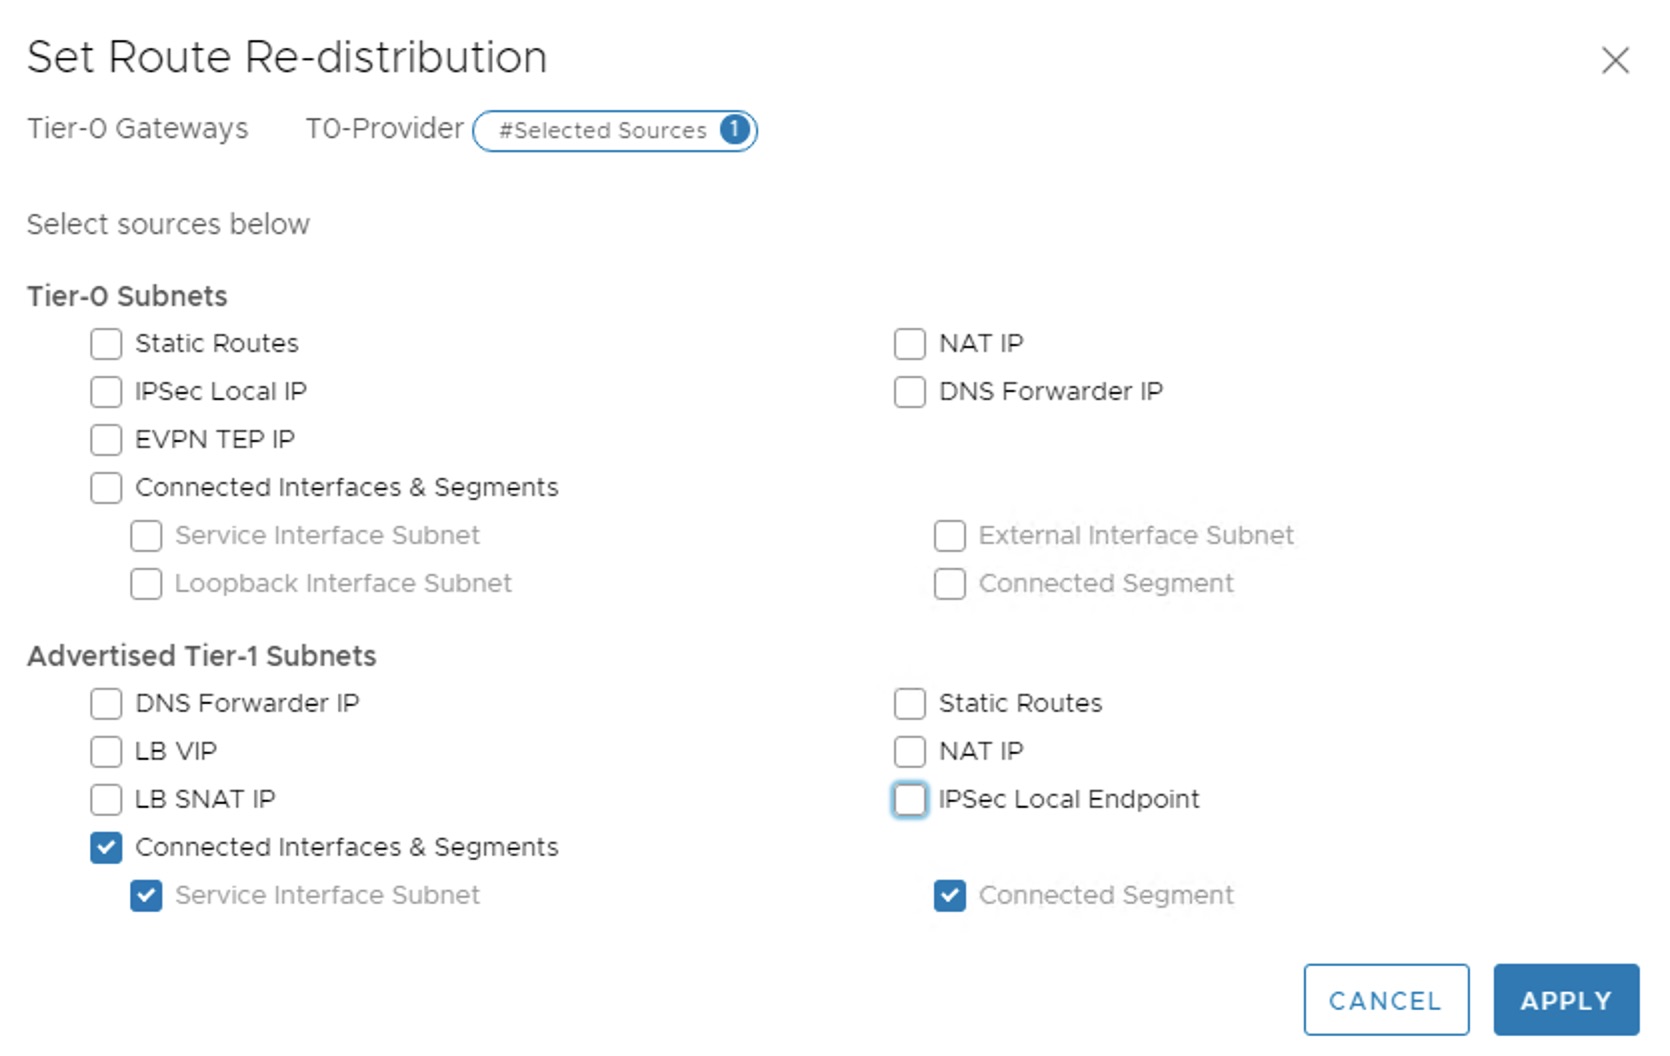 Set Route Re-distribution
Tier-0 Gateways T0-Provider #Selected Sources 1
Select sources below
Tier-0 Subnets
Static Routes NAT IP
IPSec Local IP DNS Forwarder IP
EVPN TEP IP
Connected Interfaces & Segments
Service Interface Subnet External Interface Subnet
Loopback Interface Subnet Connected Segment
Advertised Tier-1 Subnets
DNS Forwarder IP Static Routes
LB VIP NAT IP
LB SNAT IP IPSec Local Endpoint
Connected Interfaces & Segments
Service Interface Subnet Connected Segment
CANCEL APPLY